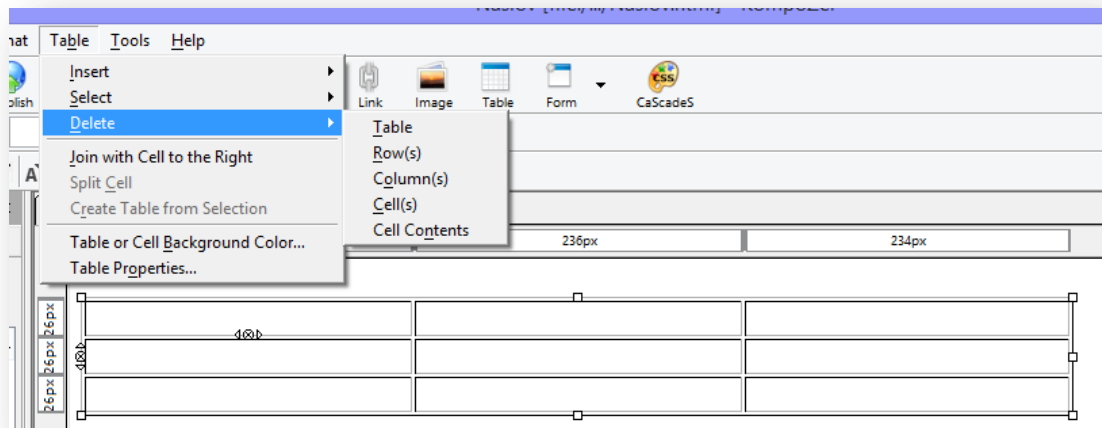 Table Tools Help
Insert
Select
Delete
Join with Cell to the Right
Split Cell
Create Table from Selection
Table or Cell Background Color...
Table Properties...
Link Image Table Form CaScadeS
Table
Row(s)
Column(s)
Cell(s)
Cell Contents
236px 234px
26px
26px
26px